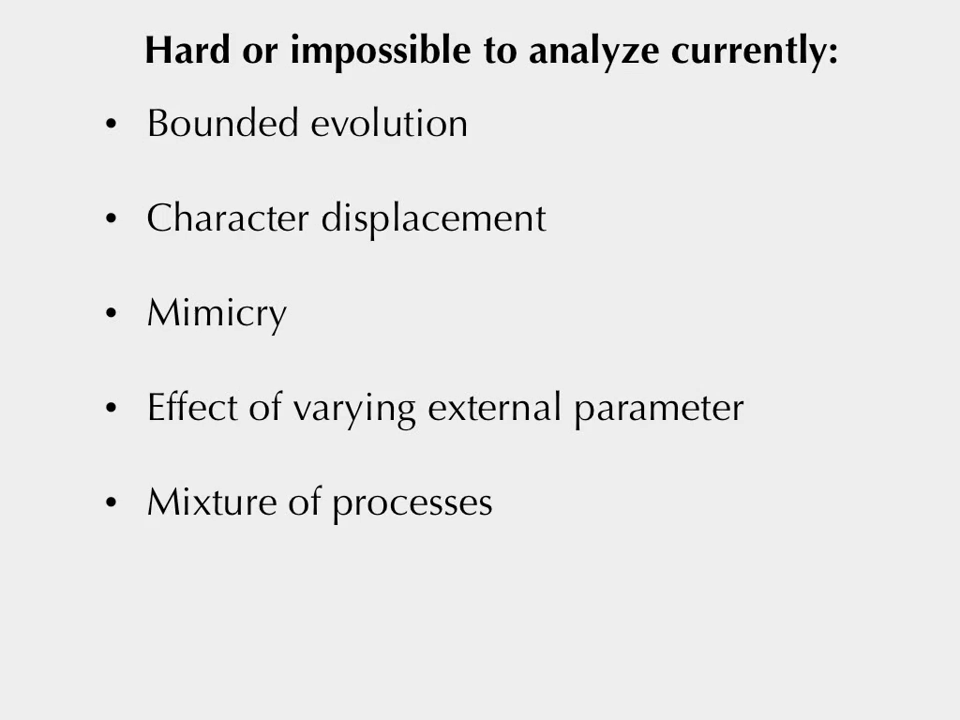 Hard or impossible to analyze currently:
• Bounded evolution
• Character displacement
• Mimicry
• Effect of varying external parameter
• Mixture of processes